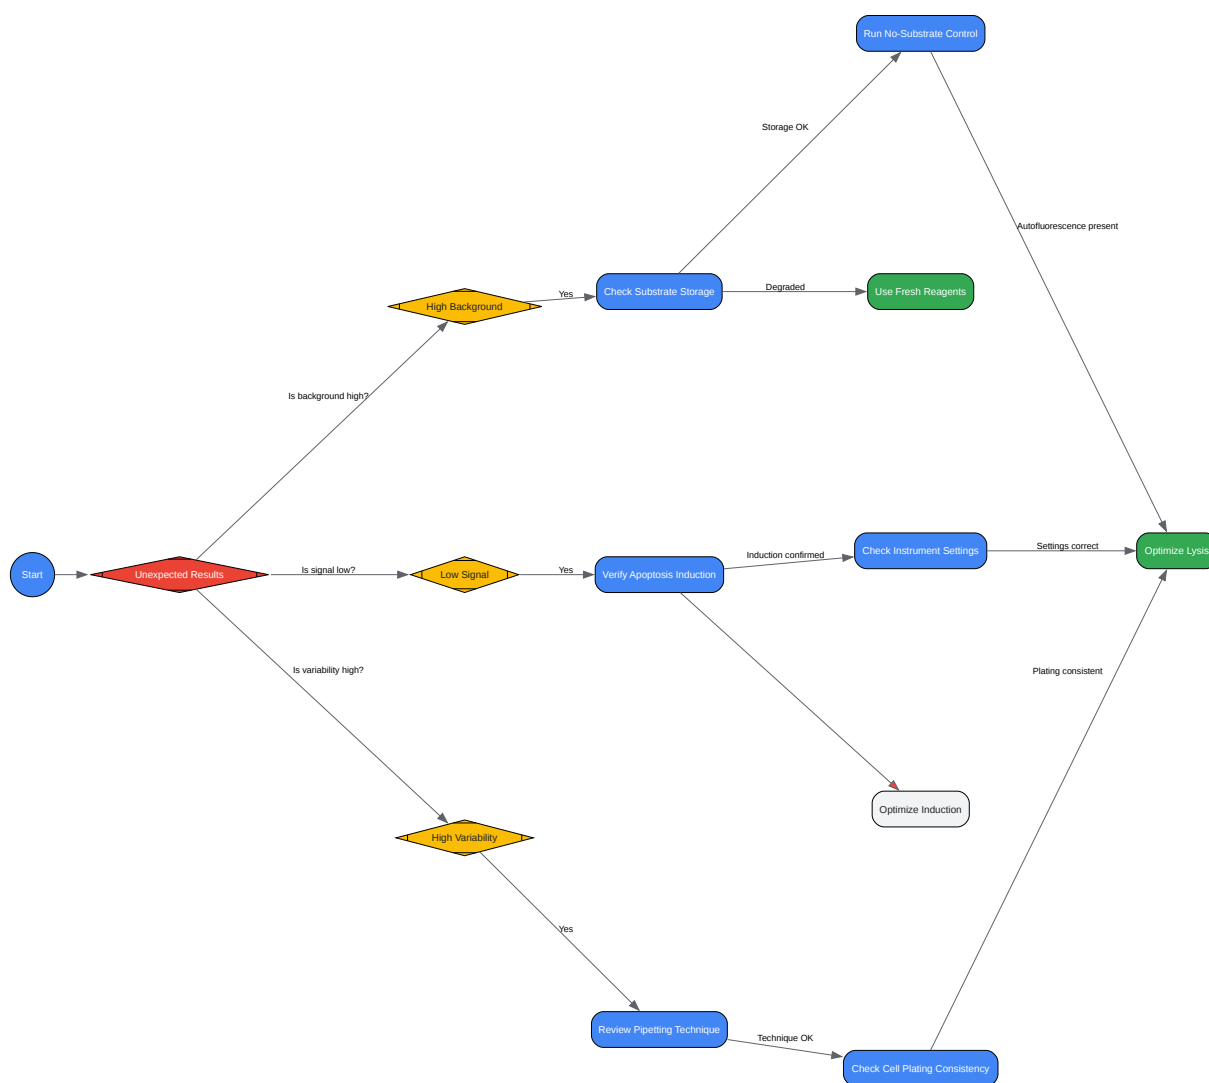 Run No-Substrate Control
Storage OK
Autofluorescence present
High Background
Yes
Check Substrate Storage
Degraded
Use Fresh Reagents
Is background high?
Start
Unexpected Results
Is signal low?
Low Signal
Yes
Verify Apoptosis Induction
Induction confirmed
Check Instrument Settings
Settings correct
Optimize Lysis
Is variability high?
Plating consistent
Optimize Induction
High Variability
Yes
Review Pipetting Technique
Technique OK
Check Cell Plating Consistency